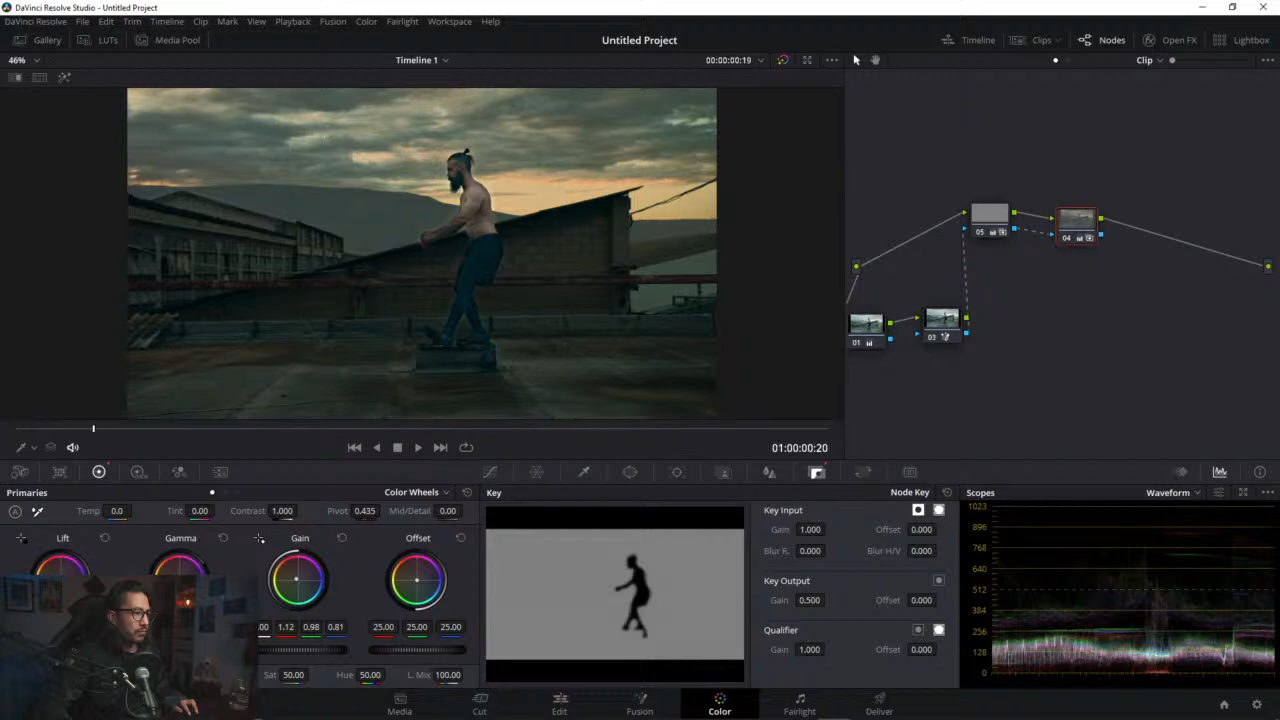 DaVinci Resolve Studio - Untitled Project
DaVinci Resolve File Edit Trim Timeline Clip Mark View Playback Fusion Color Fairlight Workspace Help
Gallery LUTs Media Pool Untitled Project Timeline Clips Nodes Open FX Lightbox
46% Timeline 1 00:00:00:19 Clip
05
04
01
03
01:00:00:20
Primaries Color Wheels Key Node Key Scopes Waveform
Temp 0.0 Tint 0.00 Contrast 1.000 Pivot 0.435 Mid/Detail 0.00
Lift Gamma Gain Offset
.00 1.12 0.98 0.81 25.00 25.00 25.00
Sat 50.00 Hue 50.00 L. Mix 100.00
Key Input
Gain 1.000 Offset 0.000
Blur R. 0.000 Blur H/V 0.000
Key Output
Gain 0.500 Offset 0.000
Qualifier
Gain 1.000 Offset 0.000
1023
896
768
640
512
384
256
128
0
Media Cut Edit Fusion Color Fairlight Deliver